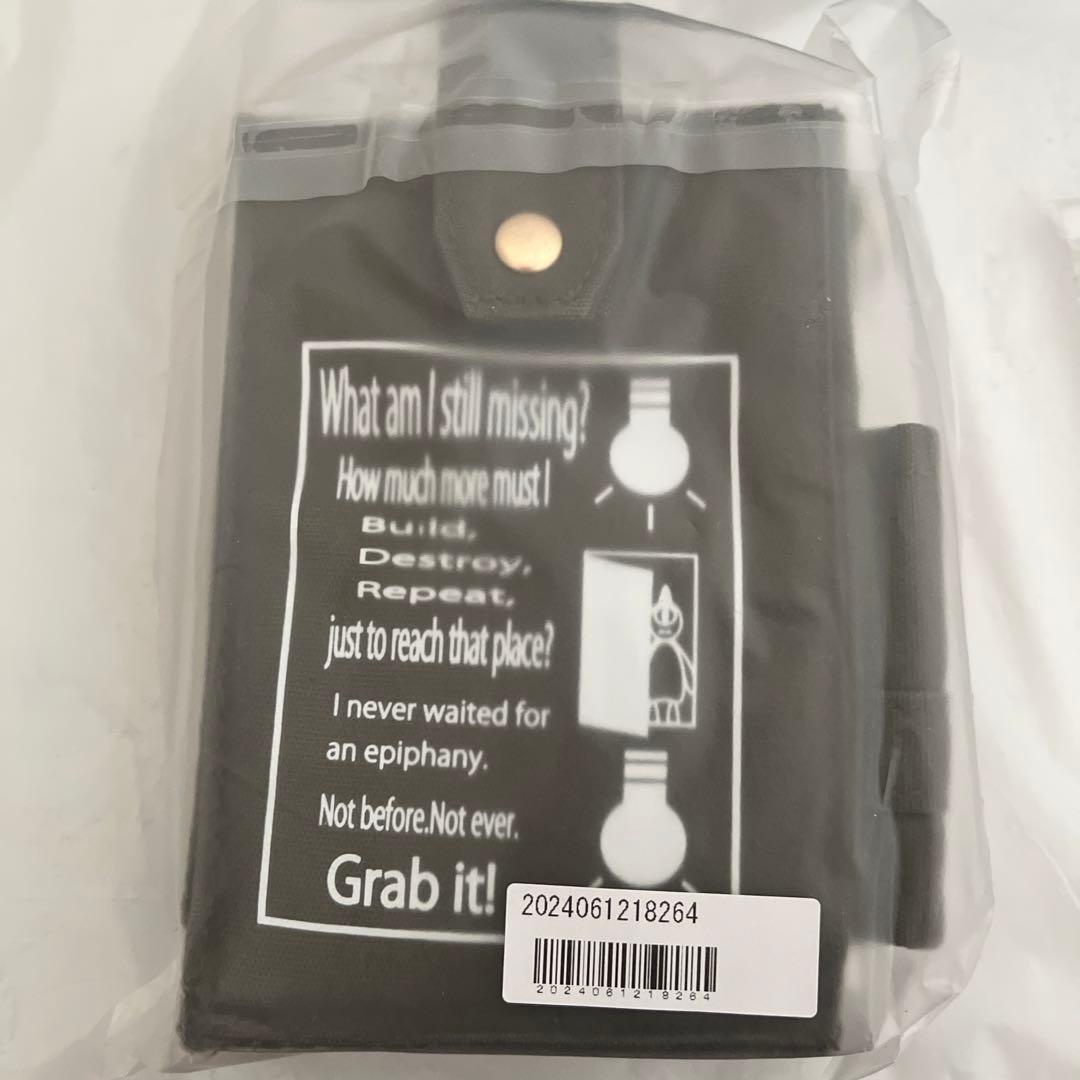 What am I still missing?
How much more must I
Build,
Destroy,
Repeat,
just to reach that place?
I never waited for
an epiphany.
Not before.Not ever.
Grab it!
2024061218264
2024061218264